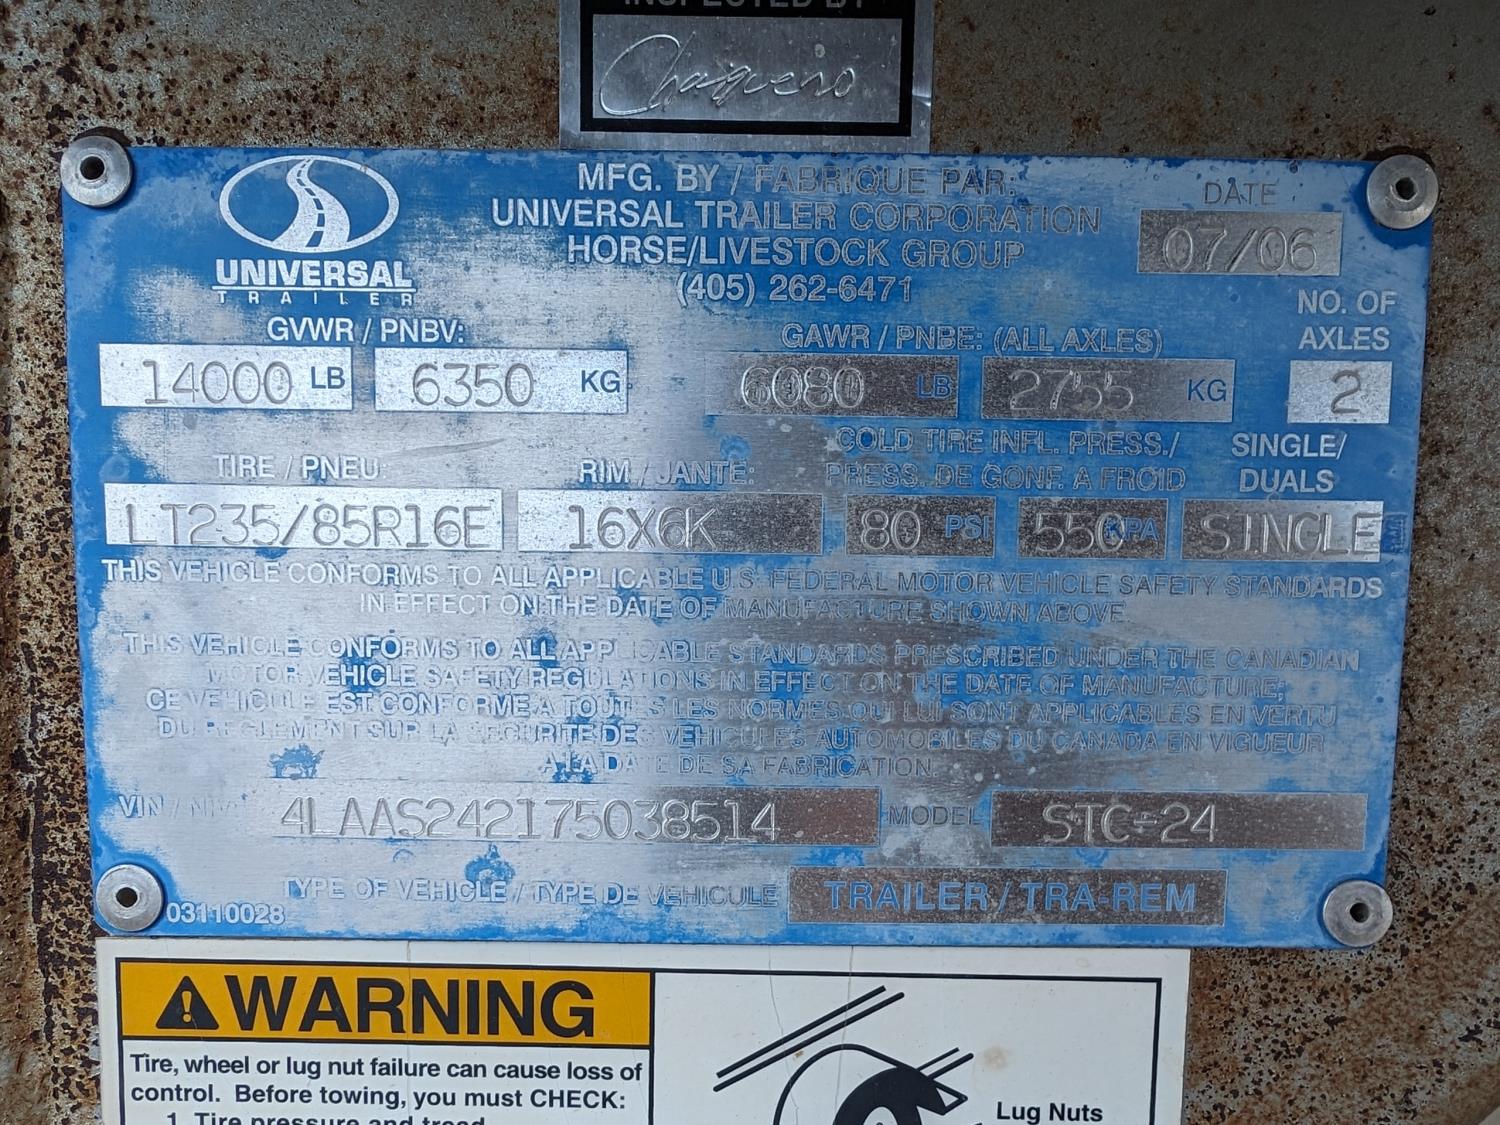 INSPECTED BY
Chaqueiro
UNIVERSAL
TRAILER
MFG. BY / FABRIQUE PAR:
UNIVERSAL TRAILER CORPORATION
HORSE/LIVESTOCK GROUP
(405) 262-6471
DATE
07/06
GVWR / PNBV:
14000 LB 6350 KG
GAWR / PNBE: (ALL AXLES)
6080 LB 2755 KG
NO. OF
AXLES
2
TIRE / PNEU:
LT235/85R16E
RIM / JANTE:
16X6K
COLD TIRE INFL. PRESS./
PRESS. DE GONF. A FROID
80 PSI 550 KPA
SINGLE/
DUALS
SINGLE
THIS VEHICLE CONFORMS TO ALL APPLICABLE U.S. FEDERAL MOTOR VEHICLE SAFETY STANDARDS
IN EFFECT ON THE DATE OF MANUFACTURE SHOWN ABOVE.
THIS VEHICLE CONFORMS TO ALL APPLICABLE STANDARDS PRESCRIBED UNDER THE CANADIAN
MOTOR VEHICLE SAFETY REGULATIONS IN EFFECT ON THE DATE OF MANUFACTURE;
CE VEHICULE EST CONFORME A TOUTES LES NORMES QUI LUI SONT APPLICABLES EN VERTU
DU REGLEMENT SUR LA SECURITE DES VEHICULES AUTOMOBILES DU CANADA EN VIGUEUR
A LA DATE DE SA FABRICATION.
VIN / NIV: 4LAAS242175038514 MODEL STC-24
TYPE OF VEHICLE / TYPE DE VEHICULE TRAILER / TRA-REM
03110028
WARNING
Tire, wheel or lug nut failure can cause loss of
control. Before towing, you must CHECK:
1. Tire pressure and tread
Lug Nuts